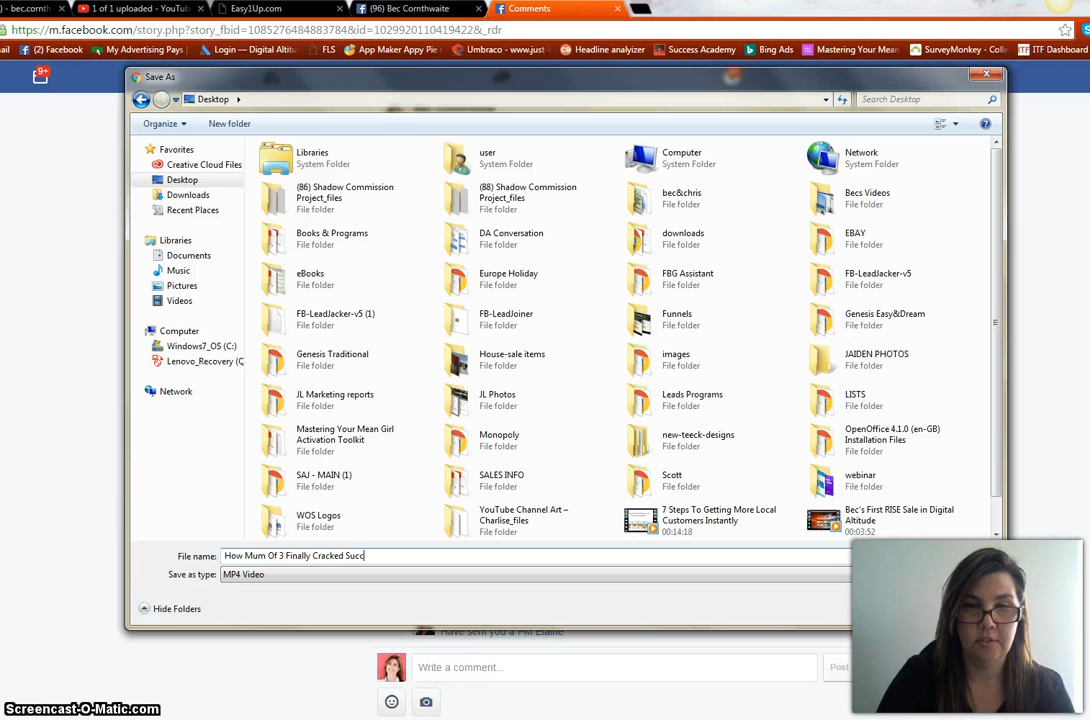 - bec.cornth
1 of 1 uploaded - YouTub
Easy1Up.com
(96) Bec Cornthwaite
Comments
https://m.facebook.com/story.php?story_fbid=1085276484883784&id=10299201104194228&_rdr
ail
(2) Facebook
My Advertising Pays |
Login — Digital Altitu
FLS
App Maker Appy Pie
Umbraco - www.just-
Headline analyzer
Success Academy
Bing Ads
Mastering Your Mean
SurveyMonkey - Colle
ITF Dashboard
9+
Save As
Desktop
Search Desktop
Organize
New folder
Favorites
Creative Cloud Files
Desktop
Downloads
Recent Places
Libraries
Documents
Music
Pictures
Videos
Computer
Windows7_OS (C:)
Lenovo_Recovery (Q
Network
Libraries
System Folder
user
System Folder
Computer
System Folder
Network
System Folder
(86) Shadow Commission
Project_files
File folder
(88) Shadow Commission
Project_files
File folder
bec&chris
File folder
Becs Videos
File folder
Books & Programs
File folder
DA Conversation
File folder
downloads
File folder
EBAY
File folder
eBooks
File folder
Europe Holiday
File folder
FBG Assistant
File folder
FB-LeadJacker-v5
File folder
FB-LeadJacker-v5 (1)
File folder
FB-LeadJoiner
File folder
Funnels
File folder
Genesis Easy&Dream
File folder
Genesis Traditional
File folder
House-sale items
File folder
images
File folder
JAIDEN PHOTOS
File folder
JL Marketing reports
File folder
JL Photos
File folder
Leads Programs
File folder
LISTS
File folder
Mastering Your Mean Girl
Activation Toolkit
File folder
Monopoly
File folder
new-teeck-designs
File folder
OpenOffice 4.1.0 (en-GB)
Installation Files
File folder
SAJ - MAIN (1)
File folder
SALES INFO
File folder
Scott
File folder
webinar
File folder
WOS Logos
File folder
YouTube Channel Art –
Charlise_files
File folder
7 Steps To Getting More Local
Customers Instantly
00:14:18
Bec's First RISE Sale in Digital
Altitude
00:03:52
File name: How Mum Of 3 Finally Cracked Succ
Save as type: MP4 Video
Hide Folders
Have sent you a PM Elaine
Write a comment...
Post
Screencast-O-Matic.com